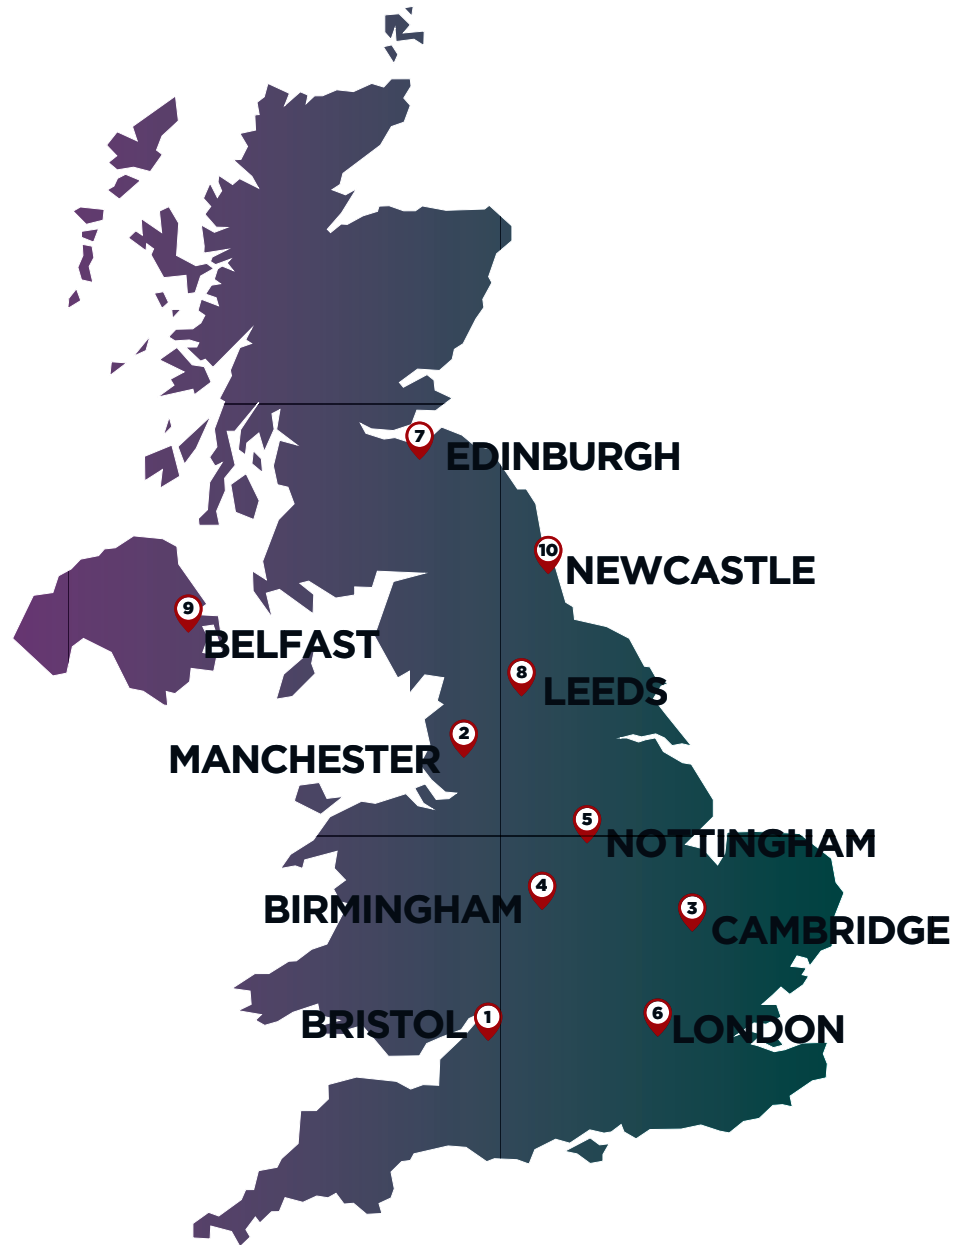 7
EDINBURGH
10
NEWCASTLE
9
BELFAST
8
LEEDS
2
MANCHESTER
5
NOTTINGHAM
4
BIRMINGHAM
3
CAMBRIDGE
1
BRISTOL
6
LONDON